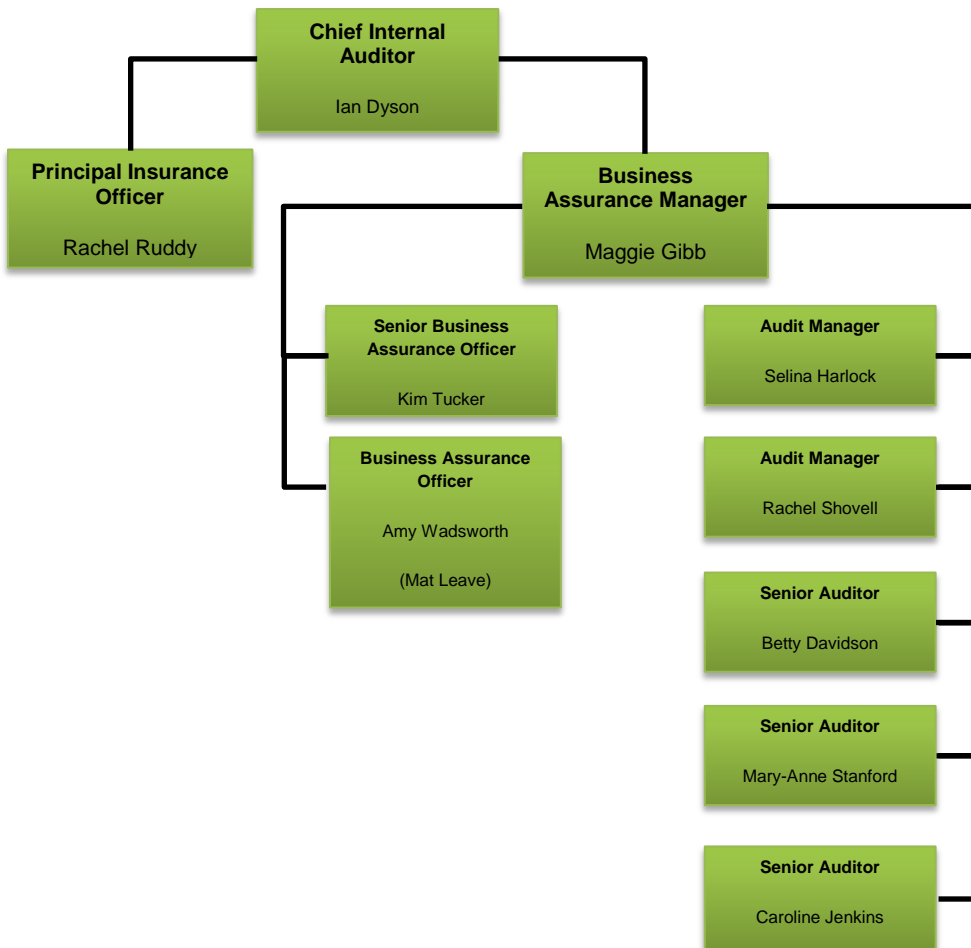 Chief Internal
Auditor
Ian Dyson
Principal Insurance
Officer
Rachel Ruddy
Business
Assurance Manager
Maggie Gibb
Senior Business
Assurance Officer
Kim Tucker
Business Assurance
Officer
Amy Wadsworth
(Mat Leave)
Audit Manager
Selina Harlock
Audit Manager
Rachel Shovell
Senior Auditor
Betty Davidson
Senior Auditor
Mary-Anne Stanford
Senior Auditor
Caroline Jenkins